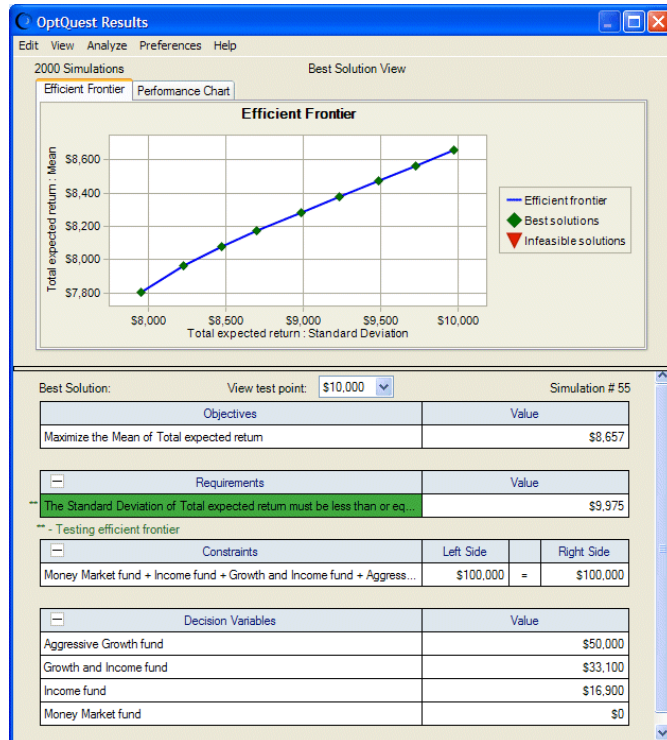 OptQuest Results
Edit View Analyze Preferences Help
2000 Simulations Best Solution View
Efficient Frontier Performance Chart
Efficient Frontier
Total expected return : Mean
$8,600
$8,400
$8,200
$8,000
$7,800
$8,000 $8,500 $9,000 $9,500 $10,000
Total expected return : Standard Deviation
Efficient frontier
Best solutions
Infeasible solutions
Best Solution: View test point: $10,000 Simulation # 55
Objectives Value
Maximize the Mean of Total expected return $8,657
Requirements Value
** The Standard Deviation of Total expected return must be less than or eq... $9,975
** - Testing efficient frontier
Constraints Left Side Right Side
Money Market fund + Income fund + Growth and Income fund + Aggress... $100,000 = $100,000
Decision Variables Value
Aggressive Growth fund $50,000
Growth and Income fund $33,100
Income fund $16,900
Money Market fund $0